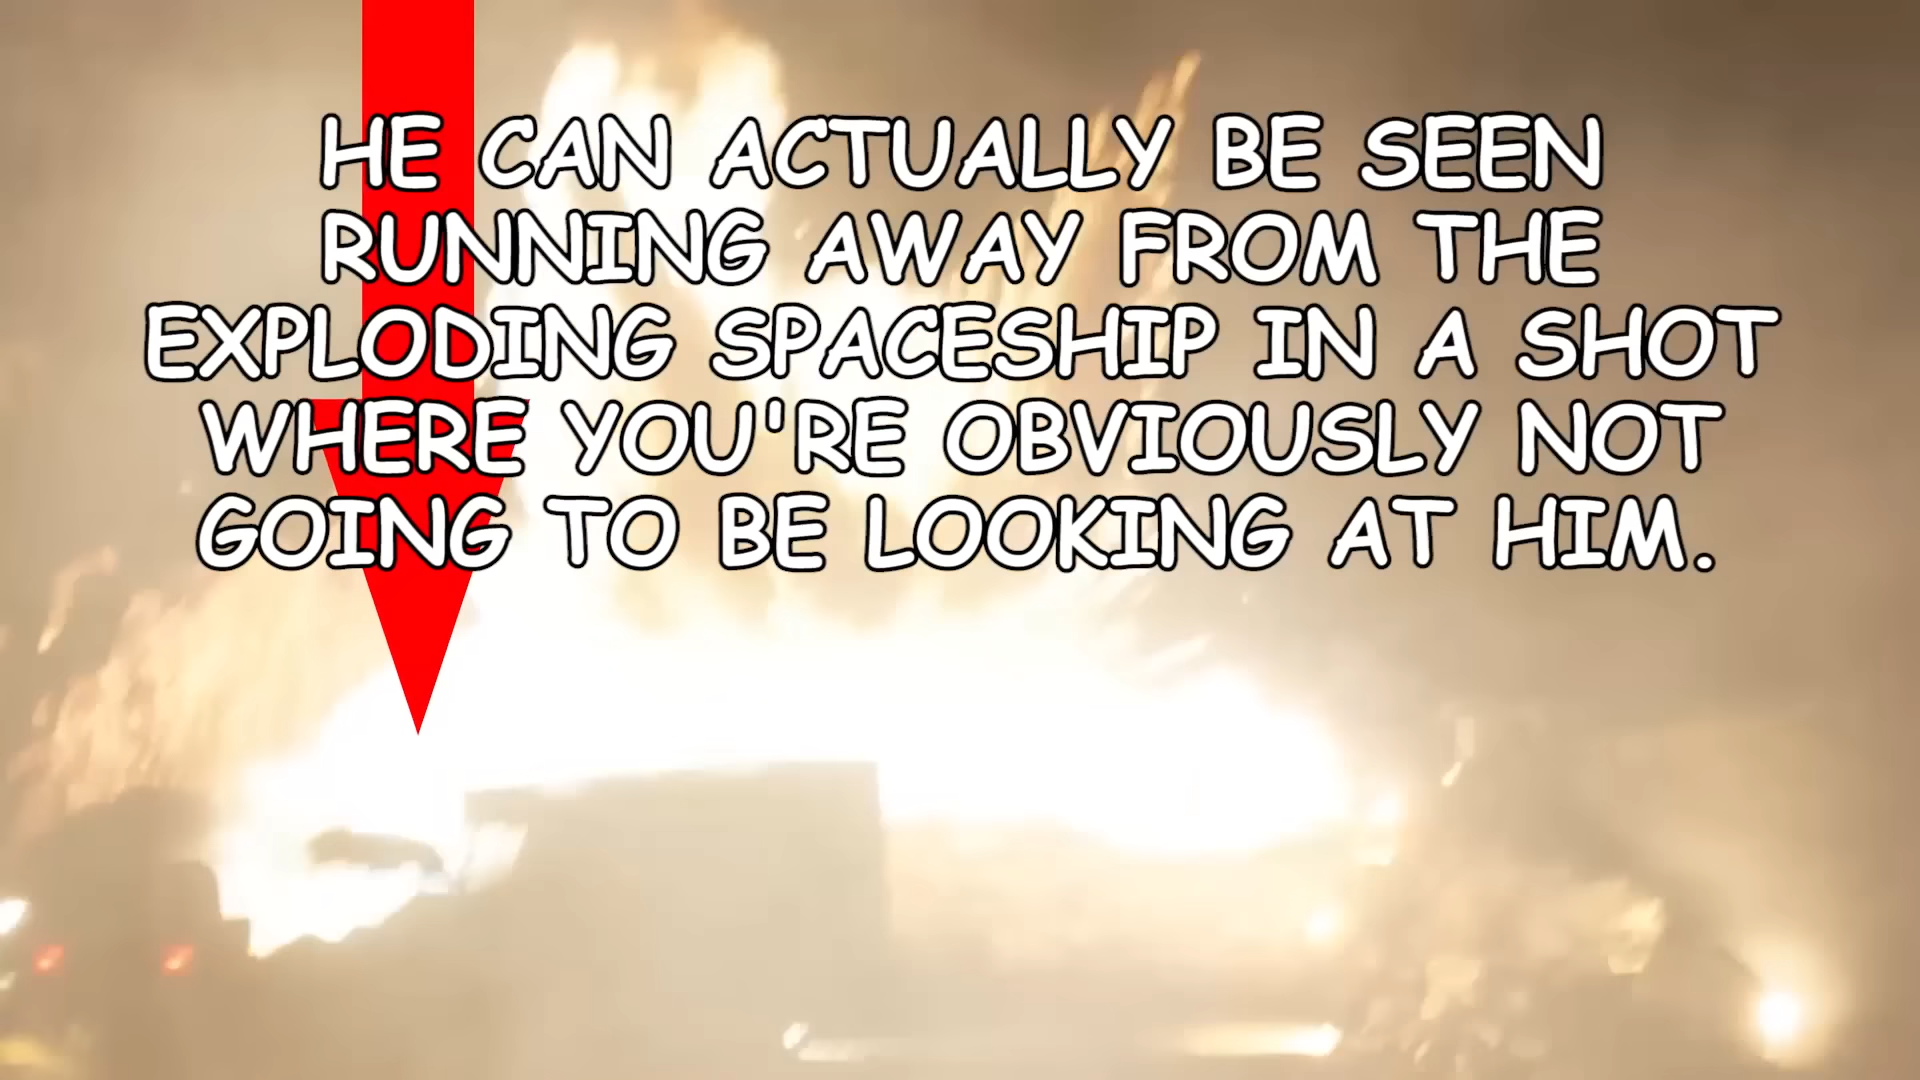 HE CAN ACTUALLY BE SEEN
RUNNING AWAY FROM THE
EXPLODING SPACESHIP IN A SHOT
WHERE YOU'RE OBVIOUSLY NOT
GOING TO BE LOOKING AT HIM.